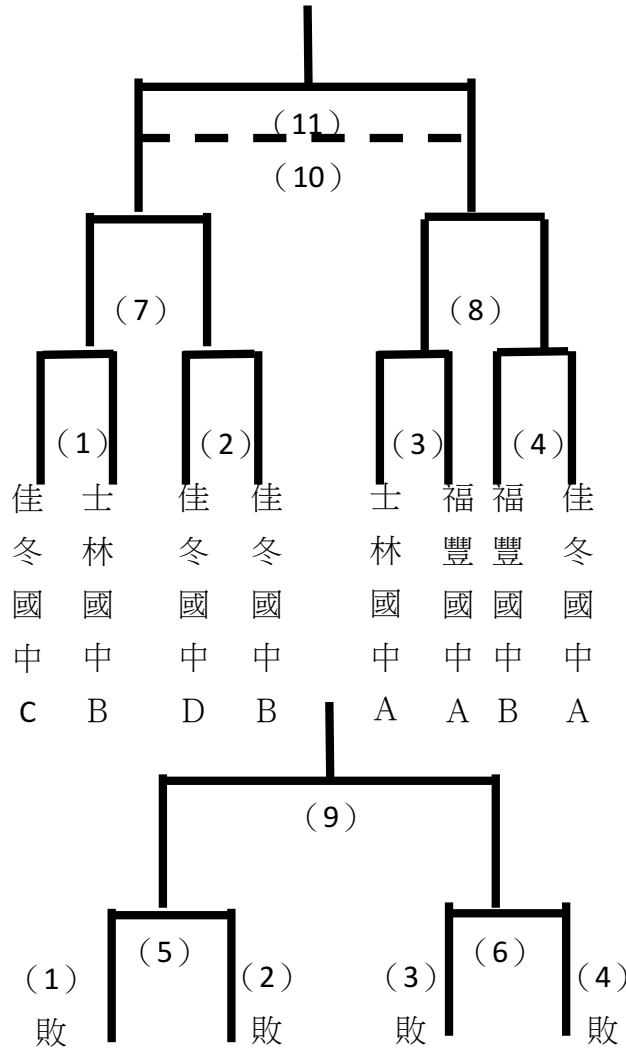 （11）
（10）
（7）
（8）
（1）
（2）
（3）
（4）
佳冬國中C
士林國中B
佳冬國中D
佳冬國中B
士林國中A
福豐國中A
福豐國中B
佳冬國中A
（9）
（5）
（6）
（1）敗
（2）敗
（3）敗
（4）敗